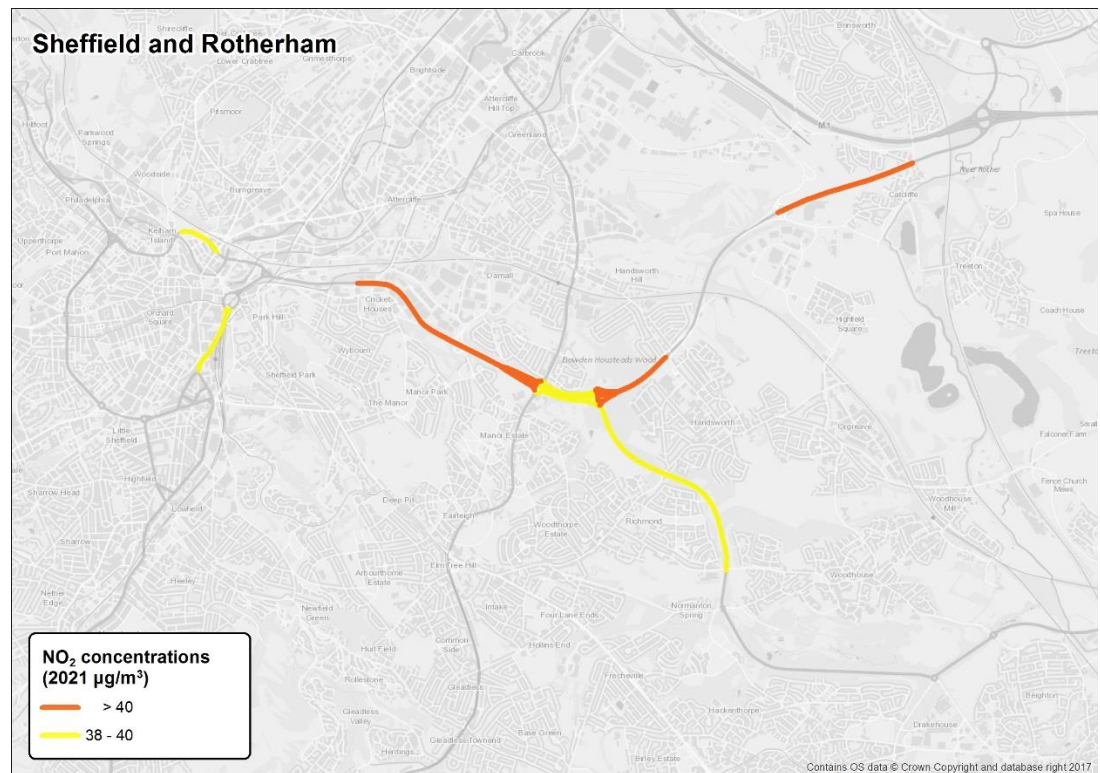 Sheffield and Rotherham
Shirecliffe
Lower Crabtree
Grimesthorpe
Carbrook
Brinsworth
Brightside
Attercliffe
Hill-Top
Pitsmoor
Hillfoot
Parkwood
Springs
Greenland
M1
Woodside
Burngreave
River Rother
Catcliffe
Philadelphia
Attercliffe
Spa House
Upperthorpe
Kelham
Island
Port Mahon
Treeton
Darnall
Handsworth
Hill
Cricket
Houses
Orchard
Square
Park Hill
Coach House
Highfield
Square
Wybourn
Bowden Housteads Wood
Sheffield Park
Manor Park
The Manor
Little
Sheffield
Manor Estate
Handsworth
Orgreave
Falconer Farm
Highfield
Sharrow Head
Deep Pit
Fence Church
Mews
Lowfield
Woodhouse
Mill
Eastleigh
Woodthorpe
Estate
Richmond
Sharrow
Heeley
Arbourthorne
Estate
Elm Tree Hill
Woodhouse
Nether
Edge
Newfield
Green
Intake
Four Lane Ends
Normanton
Spring
Common
Side
Hollins End
Hurl Field
Rollestone
Frecheville
Gleadless
Beighton
Gleadless
Valley
Hackenthorpe
Drakehouse
Base Green
Herdings
Gleadless Townend
Birley Estate
NO₂ concentrations
(2021 µg/m³)
> 40
38 - 40
Contains OS data © Crown Copyright and database right 2017